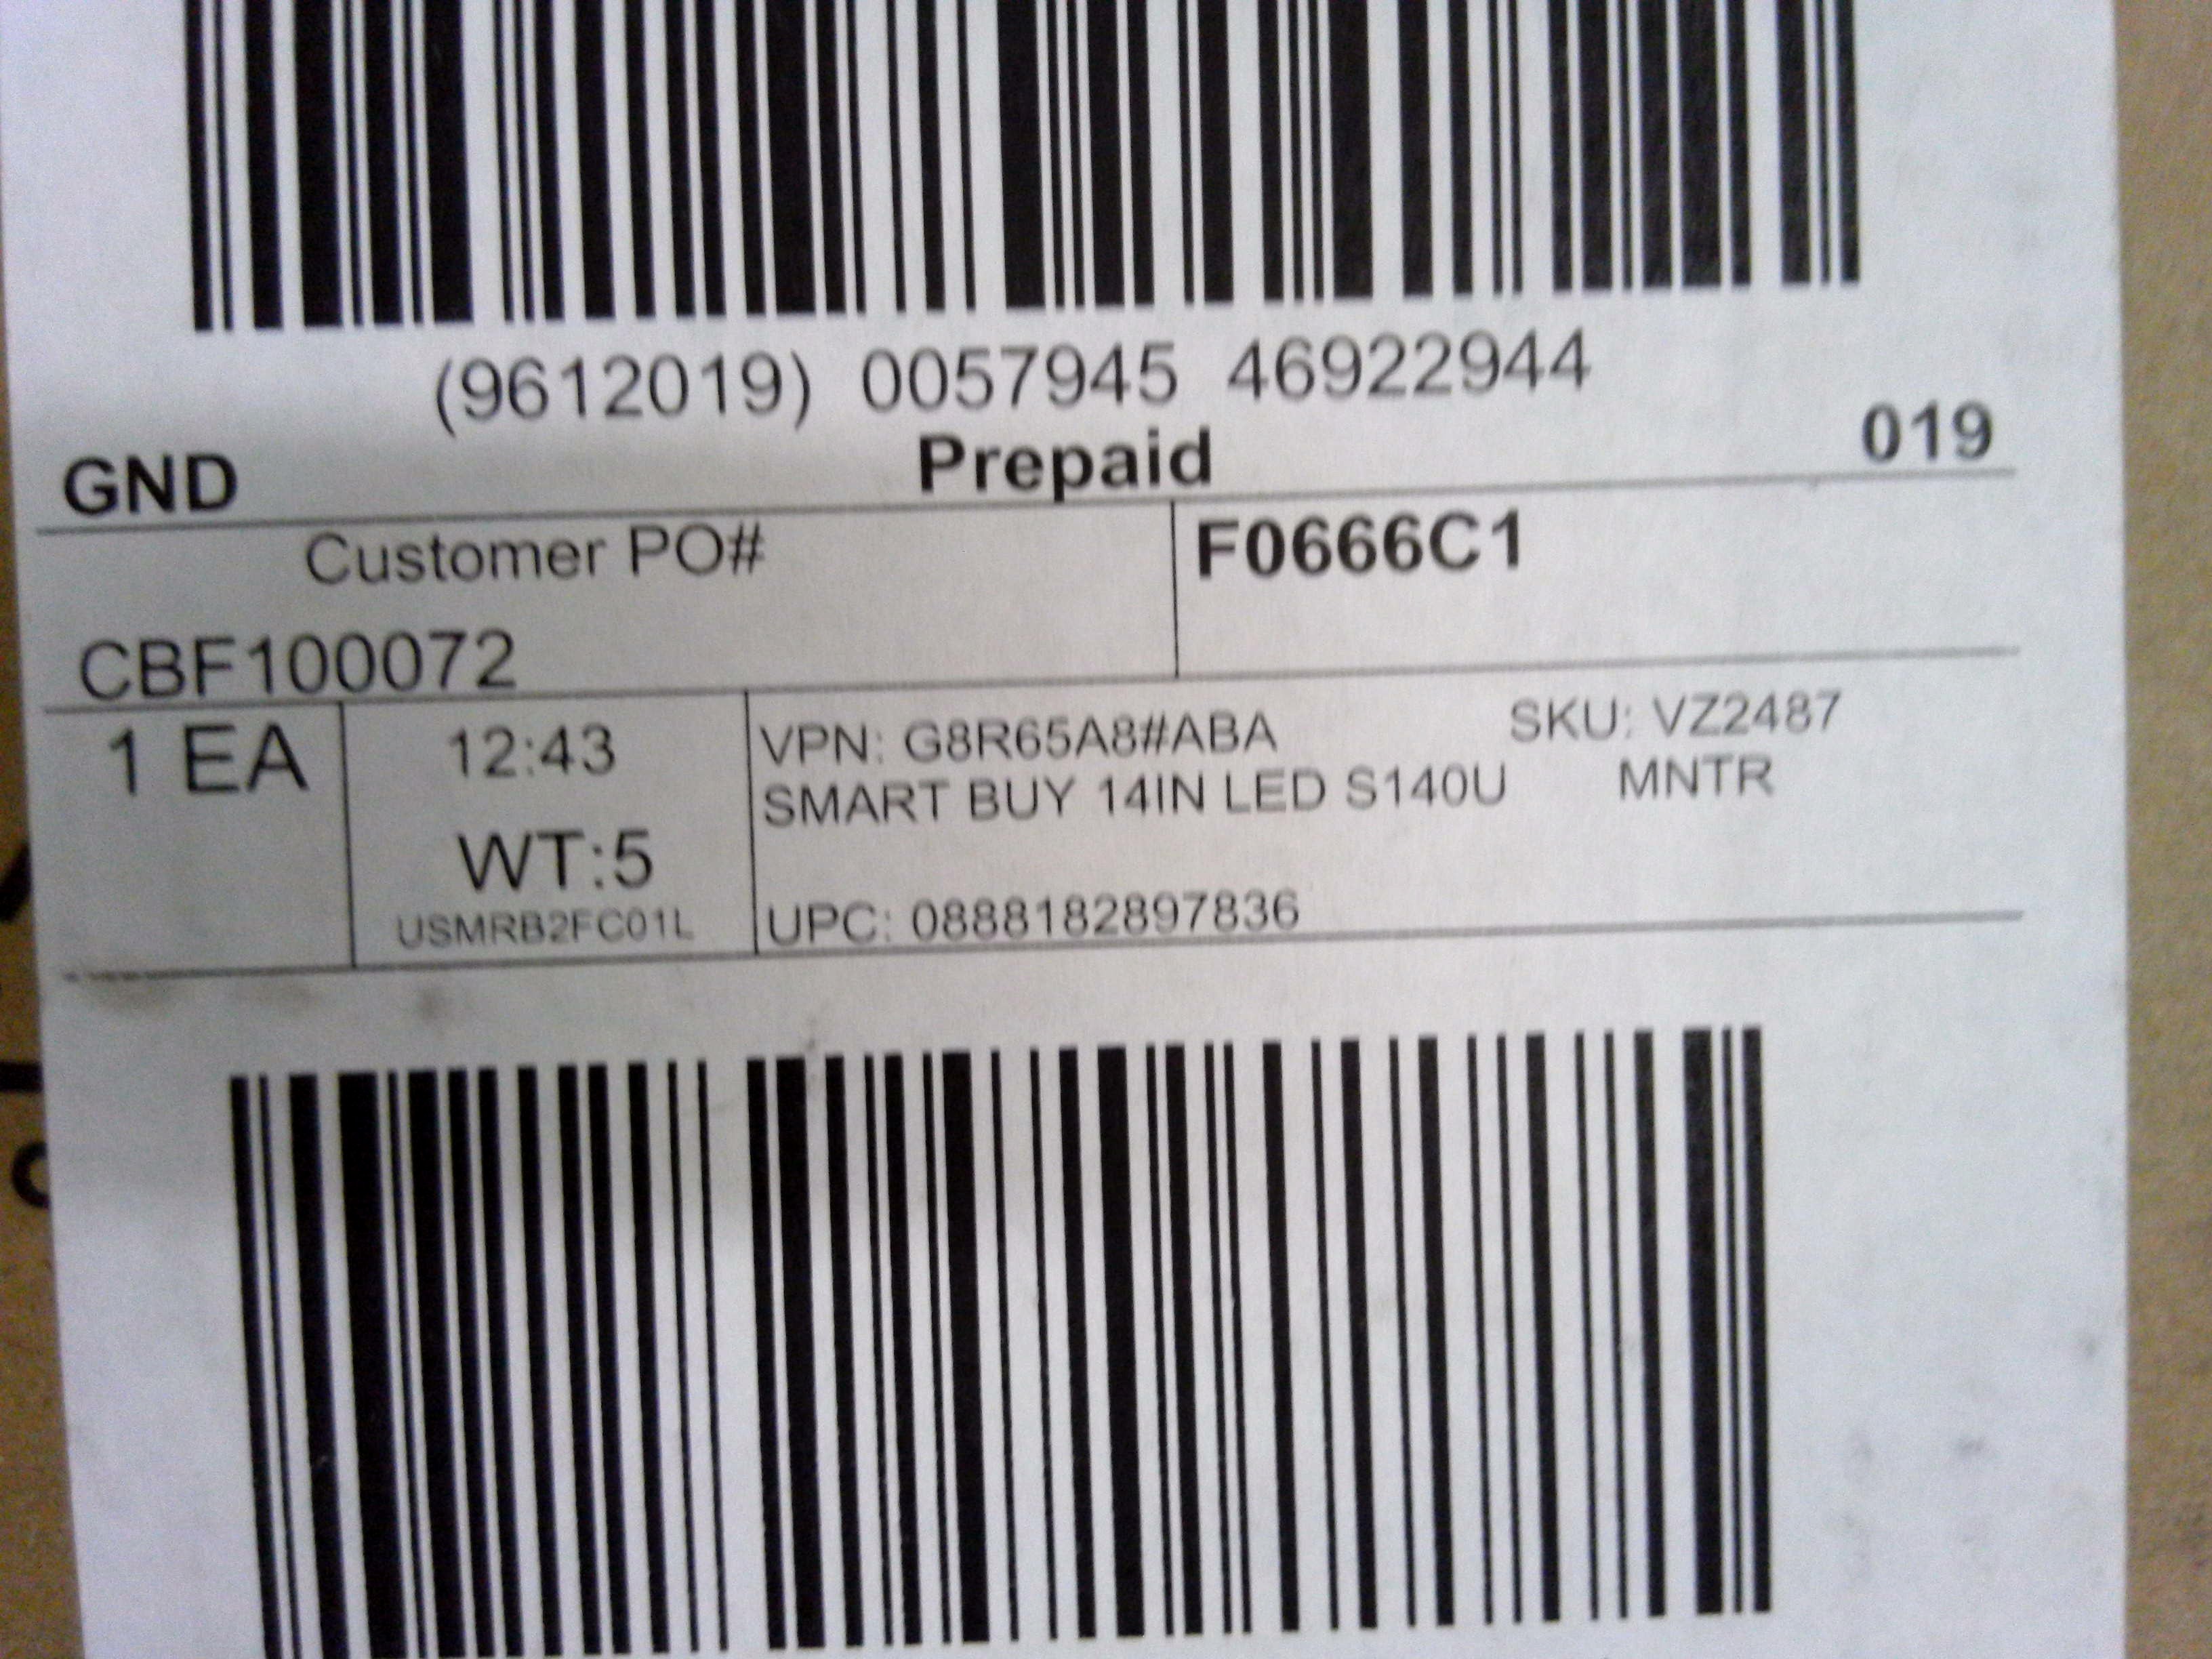 (9612019) 0057945 46922944
GND Prepaid 019
Customer PO# F0666C1
CBF100072
1 EA 12:43 VPN: G8R65A8#ABA SKU: VZ2487
SMART BUY 14IN LED S140U MNTR
WT:5
USMRB2FC01L UPC: 0888182897836